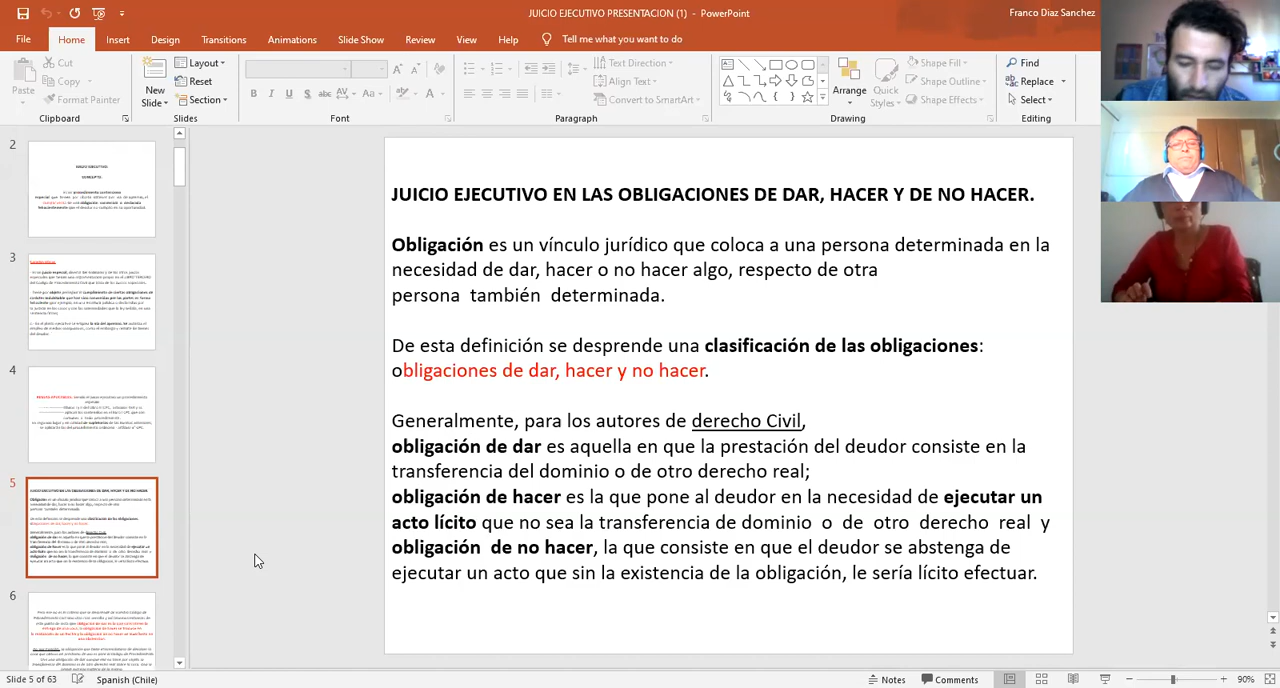 JUICIO EJECUTIVO PRESENTACION (1) - PowerPoint
Franco Diaz Sanchez
File Home Insert Design Transitions Animations Slide Show Review View Help Tell me what you want to do
Paste
Cut
Copy
Format Painter
Clipboard
New
Slide
Layout
Reset
Section
Slides
B I U S abc AV Aa A
Font
Text Direction
Align Text
Convert to SmartArt
Paragraph
Arrange
Quick
Styles
Shape Fill
Shape Outline
Shape Effects
Drawing
Find
Replace
Select
Editing
2
3
4
5
6
JUICIO EJECUTIVO EN LAS OBLIGACIONES DE DAR, HACER Y DE NO HACER.
Obligación es un vínculo jurídico que coloca a una persona determinada en la
necesidad de dar, hacer o no hacer algo, respecto de otra
persona también determinada.
De esta definición se desprende una clasificación de las obligaciones:
obligaciones de dar, hacer y no hacer.
Generalmente, para los autores de derecho Civil,
obligación de dar es aquella en que la prestación del deudor consiste en la
transferencia del dominio o de otro derecho real;
obligación de hacer es la que pone al deudor en la necesidad de ejecutar un
acto lícito que no sea la transferencia del dominio o de otro derecho real y
obligación de no hacer, la que consiste en que el deudor se abstenga de
ejecutar un acto que sin la existencia de la obligación, le sería lícito efectuar.
Slide 5 of 63
Spanish (Chile)
Notes
Comments
90%